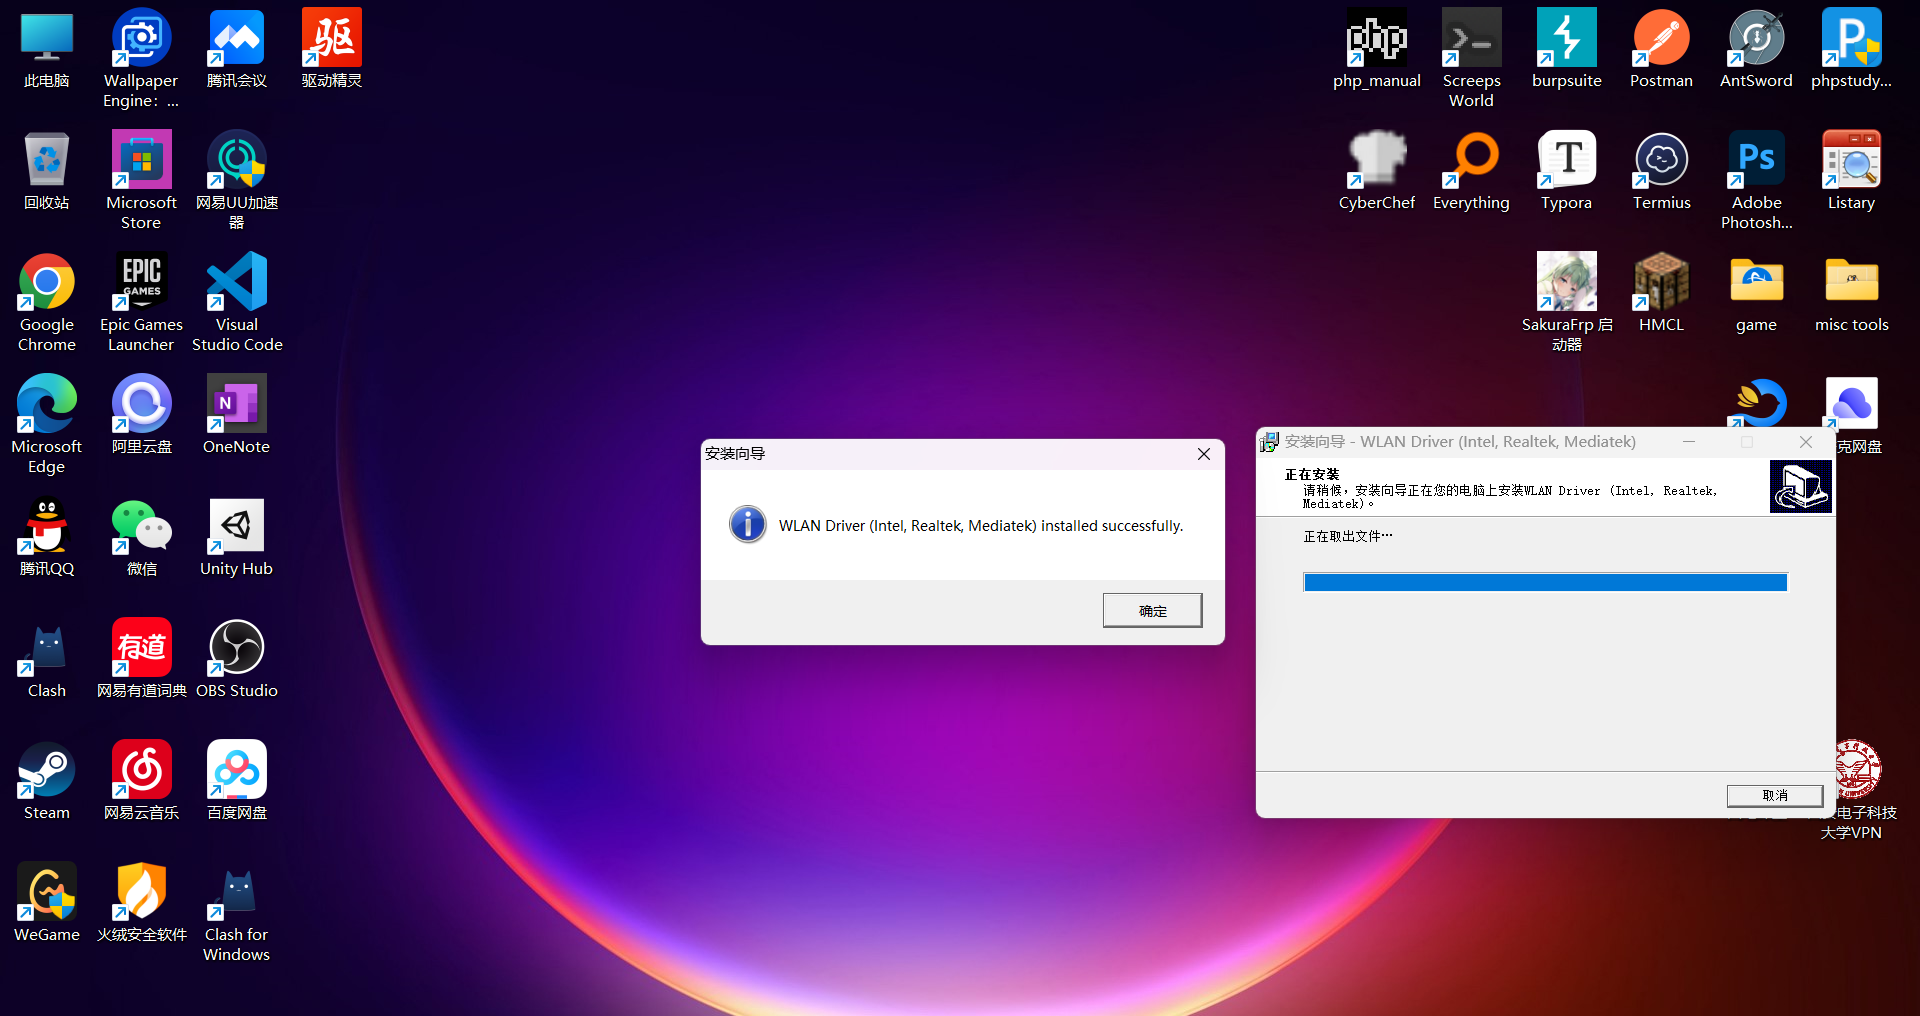 此电脑
Wallpaper
Engine：...
腾讯会议
驱
驱动精灵
回收站
Microsoft
Store
网易UU加速
器
Google
Chrome
EPIC
GAMES
Epic Games
Launcher
Visual
Studio Code
Microsoft
Edge
阿里云盘
N
OneNote
腾讯QQ
微信
Unity Hub
Clash
有道
网易有道词典
OBS Studio
Steam
网易云音乐
百度网盘
WeGame
火绒安全软件
Clash for
Windows
php
php_manual
Screeps
World
burpsuite
Postman
AntSword
P
phpstudy...
CyberChef
Everything
T
Typora
Termius
Ps
Adobe
Photosh...
Listary
SakuraFrp 启
动器
HMCL
game
misc tools
克网盘
电子科技
大学VPN
安装向导
WLAN Driver (Intel, Realtek, Mediatek) installed successfully.
确定
安装向导 - WLAN Driver (Intel, Realtek, Mediatek)
正在安装
请稍候，安装向导正在您的电脑上安装WLAN Driver (Intel, Realtek,
Mediatek)。
正在取出文件…
取消